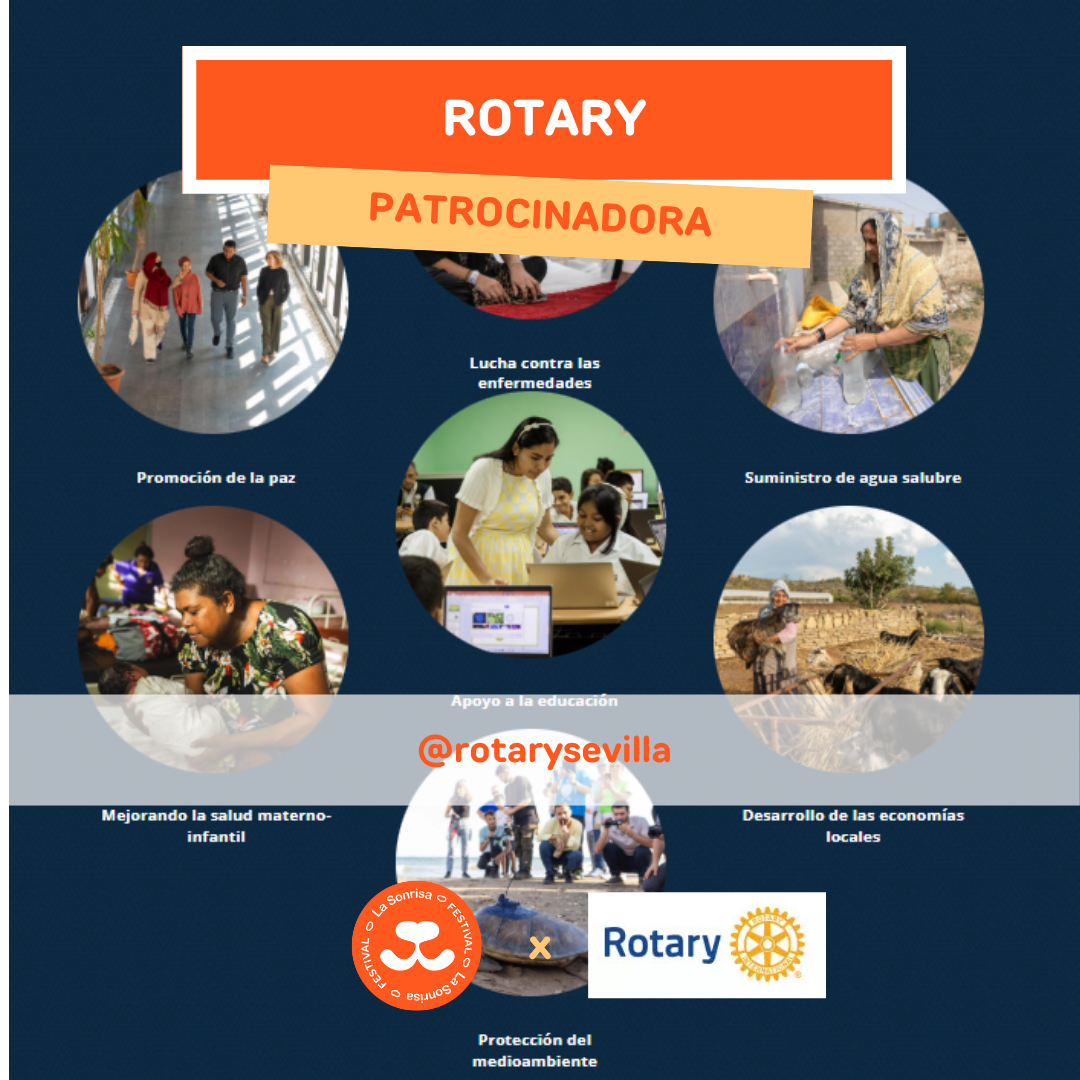 ROTARY
PATROCINADORA
Lucha contra las
enfermedades
Promoción de la paz
Suministro de agua salubre
Apoyo a la educación
@rotarysevilla
Mejorando la salud materno-
infantil
Desarrollo de las economías
locales
La Sonrisa
FESTIVAL
La Sonrisa
FESTIVAL
x
Rotary
ROTARY
INTERNATIONAL
Protección del
medioambiente